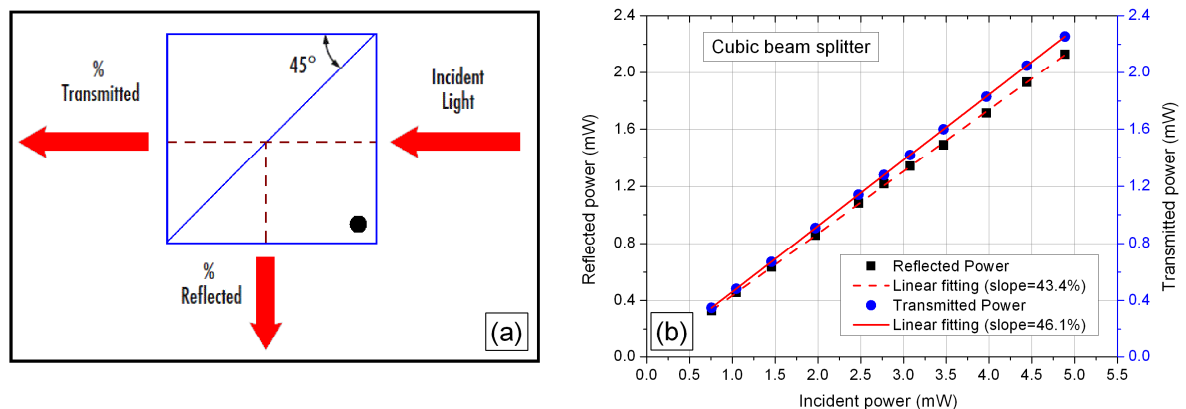 %
Transmitted
45°
Incident
Light
%
Reflected
(a)
Cubic beam splitter
Reflected power (mW)
2.4
2.0
1.6
1.2
0.8
0.4
0.0
Transmitted power (mW)
2.4
2.0
1.6
1.2
0.8
0.4
0.0
Reflected Power
Linear fitting (slope=43.4%)
Transmitted Power
Linear fitting (slope=46.1%)
(b)
0.0 0.5 1.0 1.5 2.0 2.5 3.0 3.5 4.0 4.5 5.0 5.5
Incident power (mW)